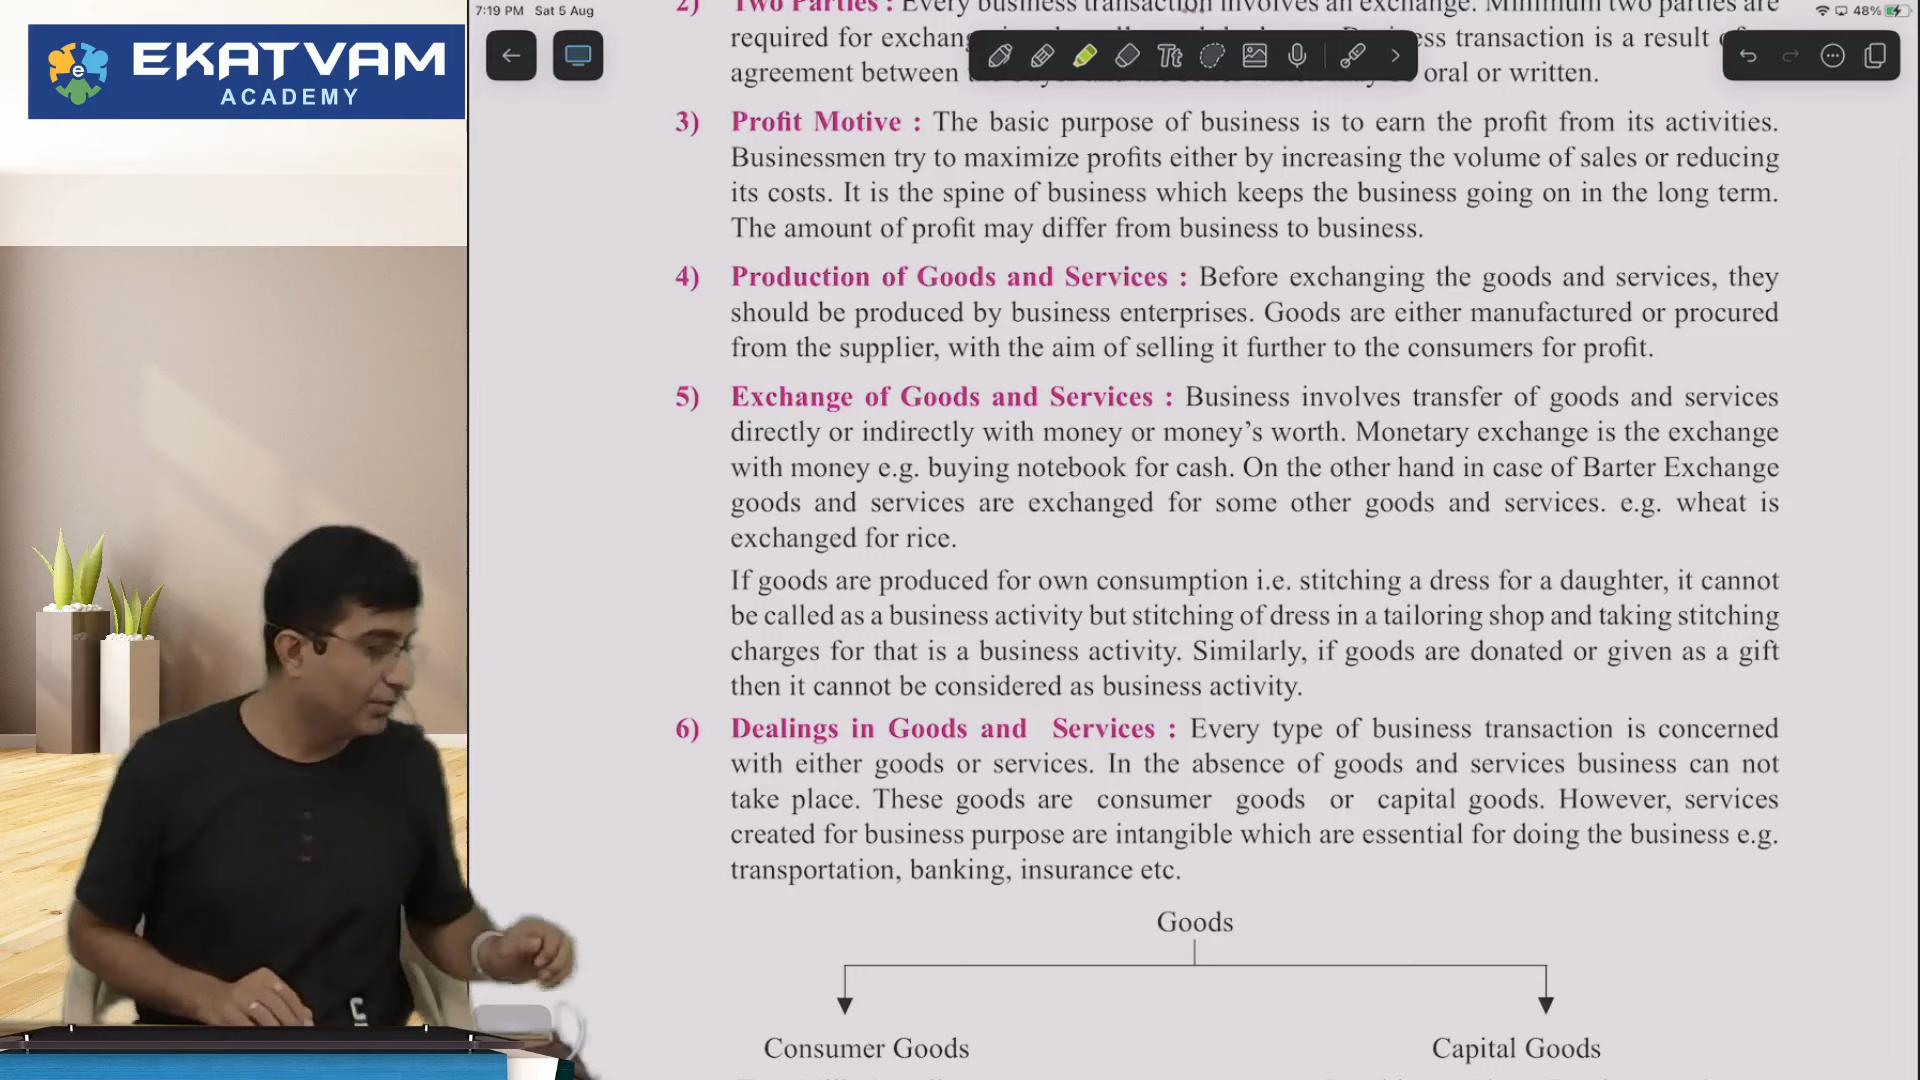 7:19 PM Sat 5 Aug
48%
EKATVAM
ACADEMY
2) Two Parties : Every business transaction involves an exchange. Minimum two parties are
required for exchang ss transaction is a result
agreement between oral or written.
Tt
3) Profit Motive : The basic purpose of business is to earn the profit from its activities.
Businessmen try to maximize profits either by increasing the volume of sales or reducing
its costs. It is the spine of business which keeps the business going on in the long term.
The amount of profit may differ from business to business.
4) Production of Goods and Services : Before exchanging the goods and services, they
should be produced by business enterprises. Goods are either manufactured or procured
from the supplier, with the aim of selling it further to the consumers for profit.
5) Exchange of Goods and Services : Business involves transfer of goods and services
directly or indirectly with money or money’s worth. Monetary exchange is the exchange
with money e.g. buying notebook for cash. On the other hand in case of Barter Exchange
goods and services are exchanged for some other goods and services. e.g. wheat is
exchanged for rice.
If goods are produced for own consumption i.e. stitching a dress for a daughter, it cannot
be called as a business activity but stitching of dress in a tailoring shop and taking stitching
charges for that is a business activity. Similarly, if goods are donated or given as a gift
then it cannot be considered as business activity.
6) Dealings in Goods and Services : Every type of business transaction is concerned
with either goods or services. In the absence of goods and services business can not
take place. These goods are consumer goods or capital goods. However, services
created for business purpose are intangible which are essential for doing the business e.g.
transportation, banking, insurance etc.
Goods
Consumer Goods Capital Goods